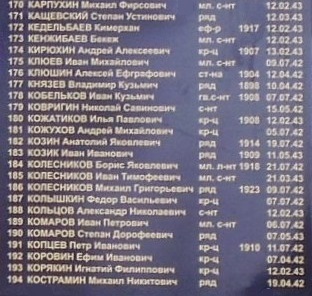 170 КАРПУХИН Михаил Фирсович мл. с-нт 12.02.43
171 КАЩЕВСКИЙ Степан Устинович ряд 12.03.43
172 КЕДЕЛЬБАЕВ Кимеркан еф-р 1917 12.02.43
173 КЕНЖИБАЕВ Бекеж мл. с-нт 12.02.43
174 КИРЮХИН Андрей Алексеевич кр-ц 1907 13.02.43
175 КЛЮЕВ Иван Михайлович мл. с-нт 09.07.42
176 КЛЮШИН Алексей Ефграфович ст-на 1904 12.04.42
177 КНЯЗЕВ Владимир Кузьмич ряд 1898 10.04.42
178 КОБЕЛЬКОВ Иван Кузьмич гв.с-нт 1908 07.07.42
179 КОВРИГИН Николай Савинович с-нт 15.05.42
180 КОЖАТИКОВ Илья Павлович кр-ц 1908 12.02.43
181 КОЖУХОВ Андрей Михайлович кр-ц 05.07.42
182 КОЗИН Анатолий Яковлевич ряд 1914 19.07.42
183 КОЗИК Иван Иванович ряд 1909 11.05.43
184 КОЛЕСНИКОВ Борис Яковлевич мл. л-нт 1918 21.07.42
185 КОЛЕСНИКОВ Иван Тимофеевич мл. с-нт 21.03.43
186 КОЛЕСНИКОВ Михаил Григорьевич ряд 1923 09.07.42
187 КОЛЫШКИН Федор Васильевич кр-ц 07.07.42
188 КОЛЬЦОВ Александр Николаевич с-нт 12.02.43
189 КОМАРОВ Иван Петрович мл. с-нт 06.07.42
190 КОМАРОВ Степан Дорофеевич ряд 07.05.42
191 КОПЦЕВ Петр Иванович кр-ц 1910 11.07.42
192 КОРОВИН Ефим Иванович кр-ц 07.04.42
193 КОРЯКИН Игнатий Филиппович кр-ц 12.02.43
194 КОСТРАМИН Михаил Никитович ряд 19.04.42